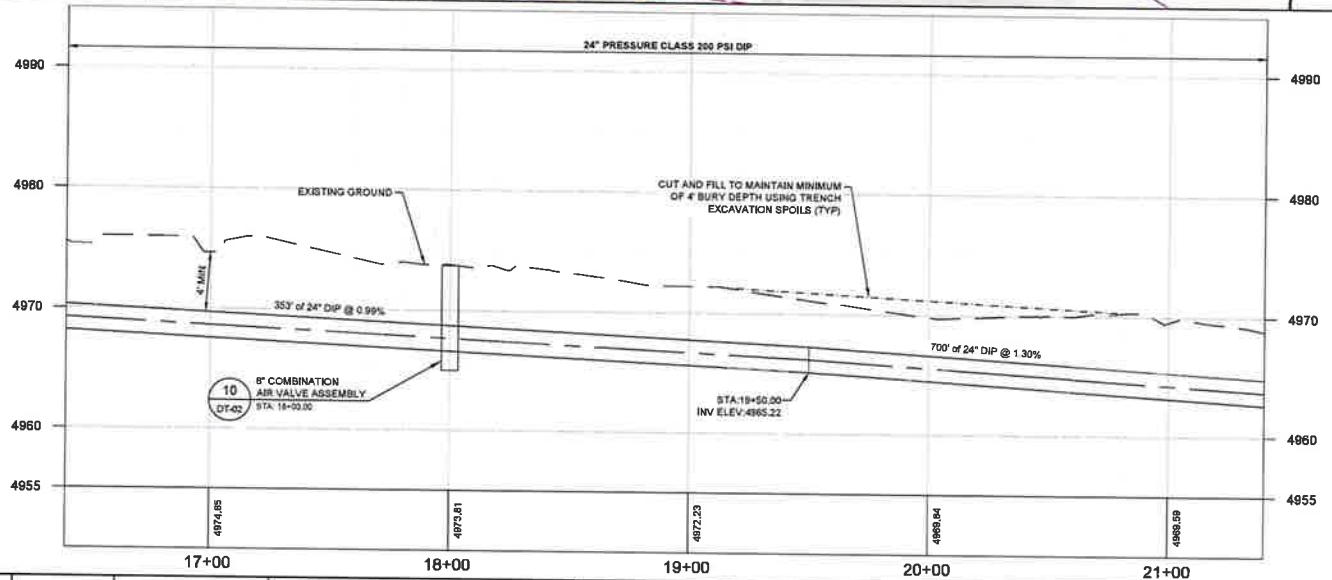 24" PRESSURE CLASS 200 PSI DIP
4990
4990
EXISTING GROUND
CUT AND FILL TO MAINTAIN MINIMUM
OF 4' BURY DEPTH USING TRENCH
EXCAVATION SPOILS (TYP)
4980
4980
4' MIN
4970
4970
353' of 24" DIP @ 0.99%
700' of 24" DIP @ 1.30%
10
DT-02
8" COMBINATION
AIR VALVE ASSEMBLY
STA: 18+00.00
STA:19+50.00
INV ELEV:4965.22
4960
4960
4955
4955
4974.85
4973.81
4972.23
4969.84
4969.59
17+00
18+00
19+00
20+00
21+00